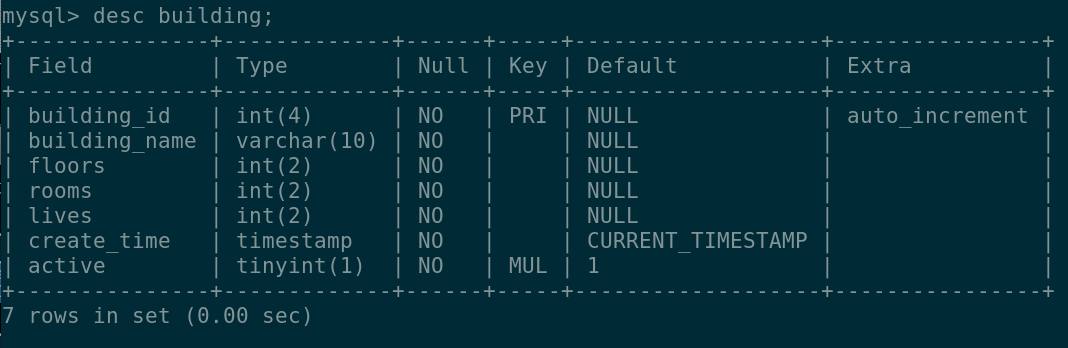 mysql> desc building;
+---------------+-------------+------+-----+-------------------+----------------+
| Field         | Type        | Null | Key | Default           | Extra          |
+---------------+-------------+------+-----+-------------------+----------------+
| building_id   | int(4)      | NO   | PRI | NULL              | auto_increment |
| building_name | varchar(10) | NO   |     | NULL              |                |
| floors        | int(2)      | NO   |     | NULL              |                |
| rooms         | int(2)      | NO   |     | NULL              |                |
| lives         | int(2)      | NO   |     | NULL              |                |
| create_time   | timestamp   | NO   |     | CURRENT_TIMESTAMP |                |
| active        | tinyint(1)  | NO   | MUL | 1                 |                |
+---------------+-------------+------+-----+-------------------+----------------+
7 rows in set (0.00 sec)